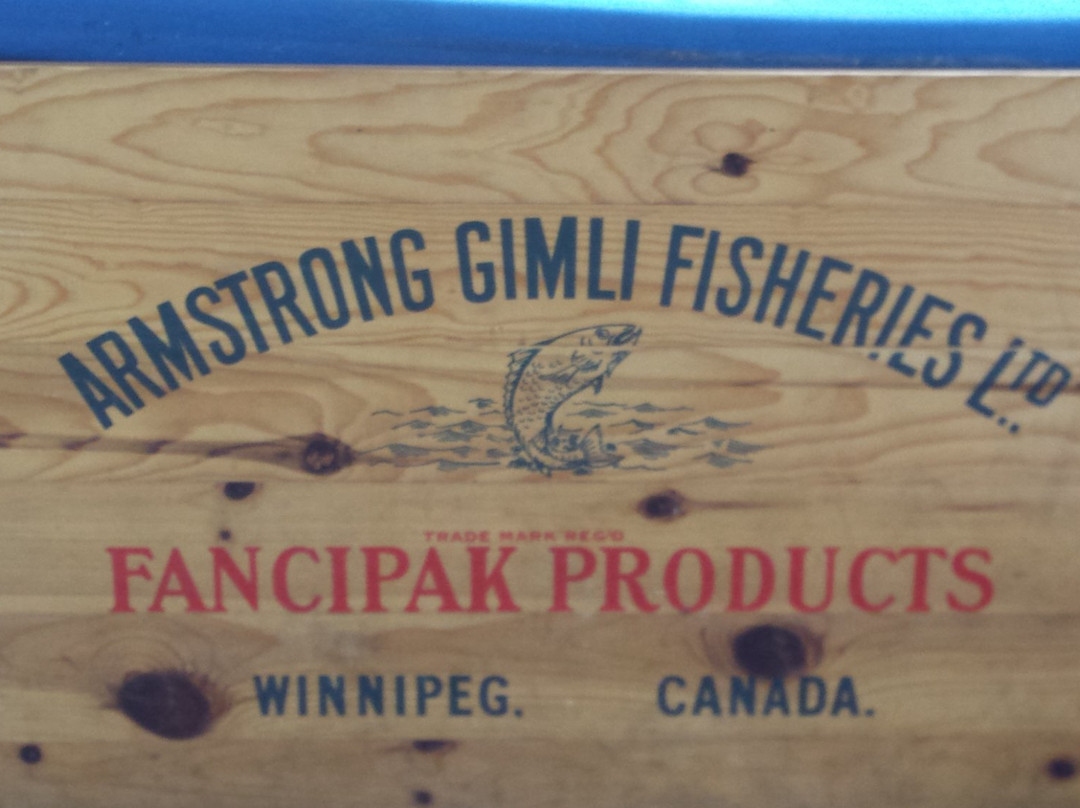 ARMSTRONG GIMLI FISHERIES LTD.
TRADE MARK REG'D
FANCIPAK PRODUCTS
WINNIPEG. CANADA.